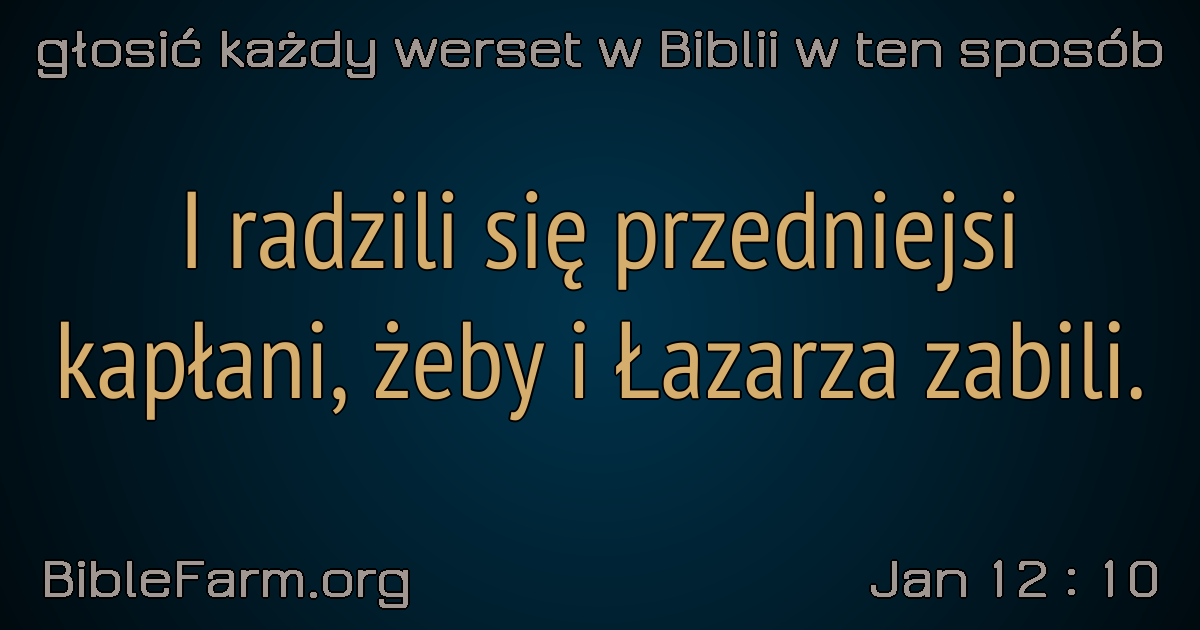 głosić każdy werset w Biblii w ten sposób
I radzili się przedniejsi
kapłani, żeby i Łazarza zabili.
BibleFarm.org
Jan 12 : 10